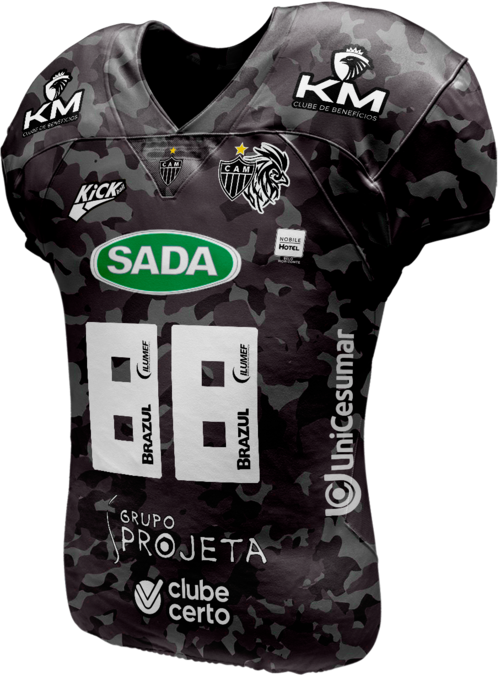 KM
CLUBE DE BENEFÍCIOS
KM
CLUBE DE BENEFÍCIOS
CAM
CAM
KICK
NOBILE
HOTEL
SADA
88
BRAZUL
ILUMEF
BRAZUL
ILUMEF
UniCesumar
GRUPO
PROJETA
clube
certo